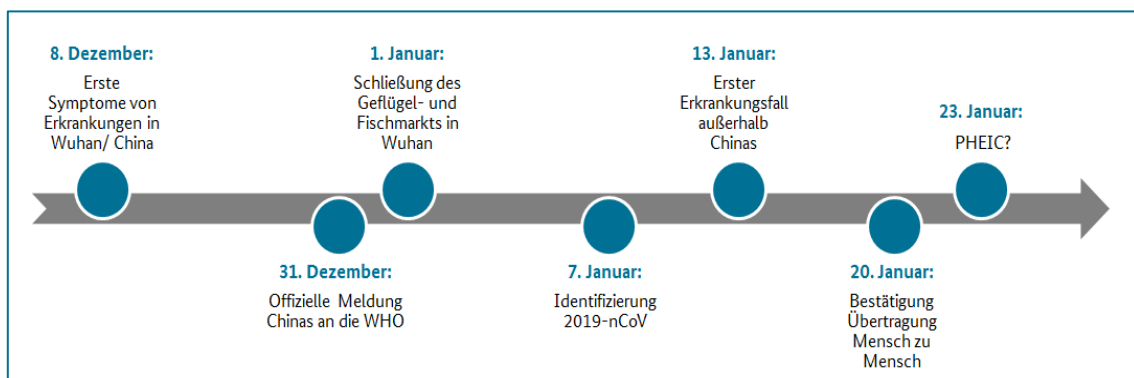 8. Dezember:
Erste
Symptome von
Erkrankungen in
Wuhan/ China
31. Dezember:
Offizielle Meldung
Chinas an die WHO
1. Januar:
Schließung des
Geflügel- und
Fischmarkts in
Wuhan
7. Januar:
Identifizierung
2019-nCoV
13. Januar:
Erster
Erkrankungsfall
außerhalb
Chinas
20. Januar:
Bestätigung
Übertragung
Mensch zu
Mensch
23. Januar:
PHEIC?